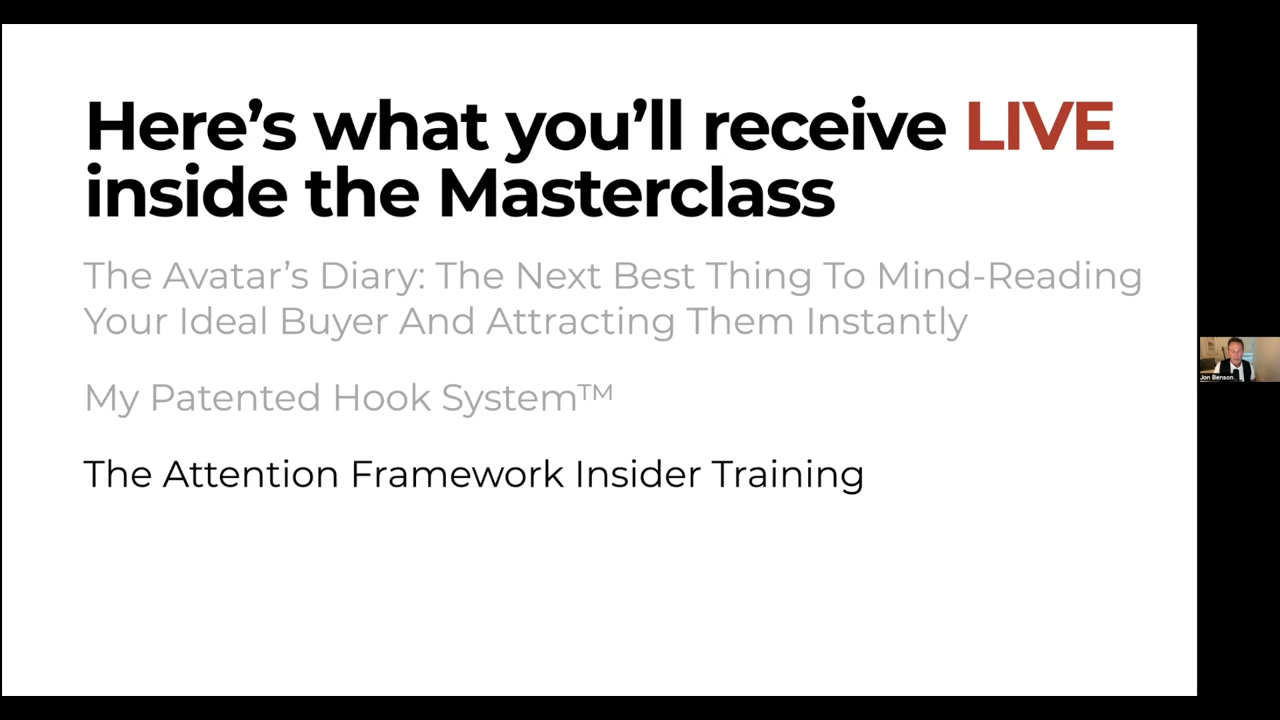 Here’s what you’ll receive LIVE
inside the Masterclass
The Avatar’s Diary: The Next Best Thing To Mind-Reading
Your Ideal Buyer And Attracting Them Instantly
My Patented Hook System™
The Attention Framework Insider Training
Jon Benson